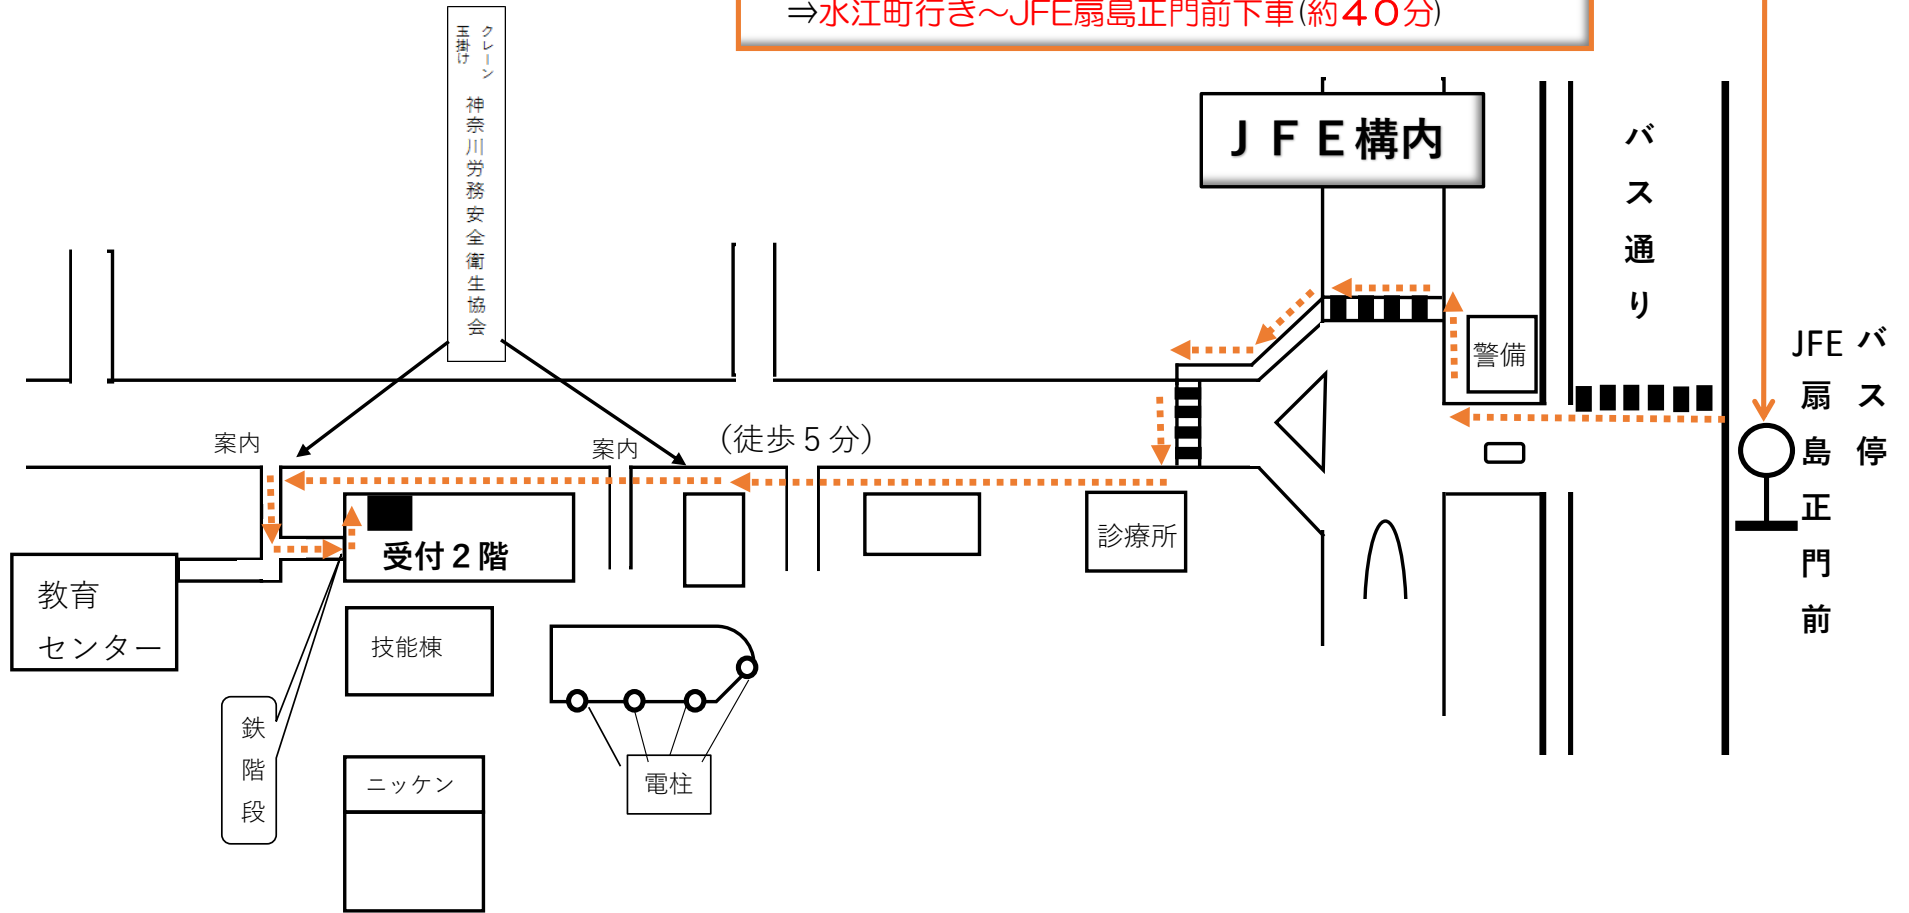 ⇒水江町行き～JFE扇島正門前下車(約４０分)
クレーン
玉掛け
神奈川労務安全衛生協会
ＪＦＥ構内
バス通り
警備
バス停
JFE扇島正門前
案内
案内
（徒歩５分）
診療所
受付２階
教育
センター
技能棟
鉄階段
ニッケン
電柱